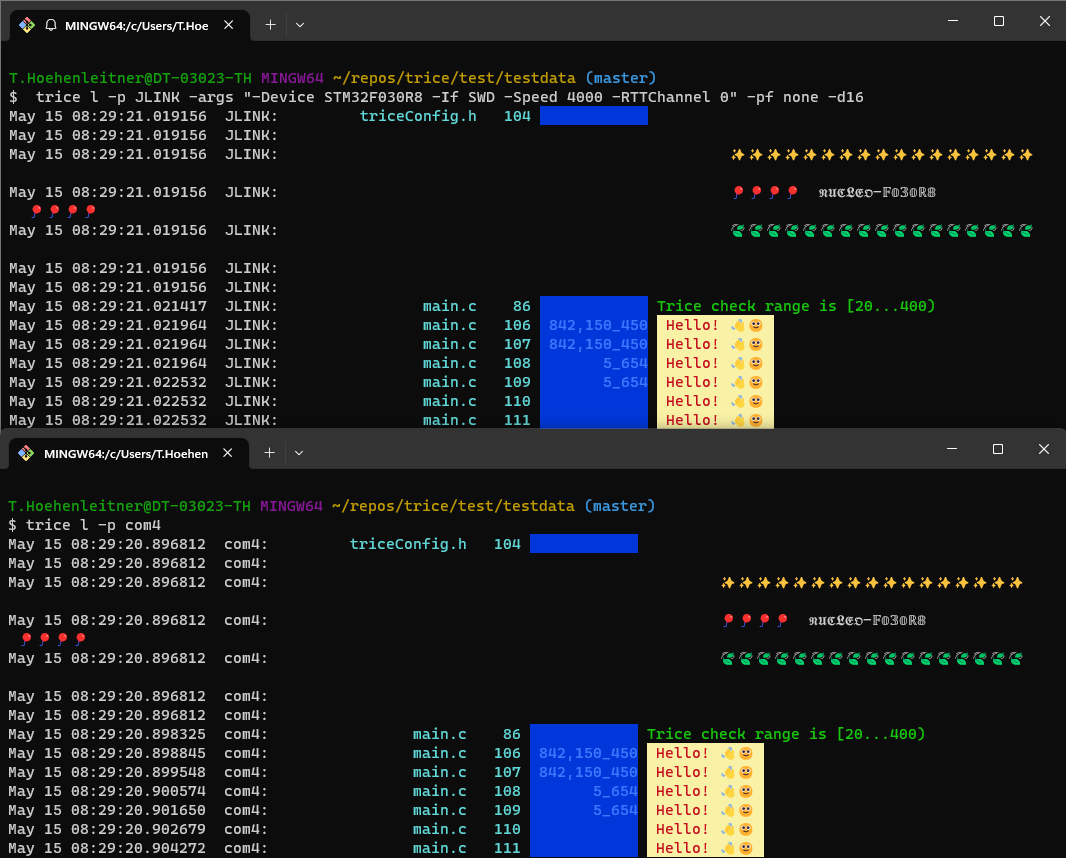 MINGW64:/c/Users/T.Hoe
T.Hoehenleitner@DT-03023-TH MINGW64 ~/repos/trice/test/testdata (master)
$  trice l -p JLINK -args "-Device STM32F030R8 -If SWD -Speed 4000 -RTTChannel 0" -pf none -d16
May 15 08:29:21.019156  JLINK:         triceConfig.h   104
May 15 08:29:21.019156  JLINK:
May 15 08:29:21.019156  JLINK: ✨✨✨✨✨✨✨✨✨✨✨✨✨✨✨✨✨
May 15 08:29:21.019156  JLINK: 🎈🎈🎈🎈  𝕹𝖀𝕮𝕷𝕰𝕺-𝔽𝟘𝟛𝟘ℝ𝟠
🎈🎈🎈🎈
May 15 08:29:21.019156  JLINK: 🍃🍃🍃🍃🍃🍃🍃🍃🍃🍃🍃🍃🍃🍃🍃🍃🍃
May 15 08:29:21.019156  JLINK:
May 15 08:29:21.019156  JLINK:
May 15 08:29:21.021417  JLINK:                main.c    86 Trice check range is [20...400)
May 15 08:29:21.021964  JLINK:                main.c   106  842,150_450  Hello! 👋🙂
May 15 08:29:21.021964  JLINK:                main.c   107  842,150_450  Hello! 👋🙂
May 15 08:29:21.021964  JLINK:                main.c   108        5_654  Hello! 👋🙂
May 15 08:29:21.022532  JLINK:                main.c   109        5_654  Hello! 👋🙂
May 15 08:29:21.022532  JLINK:                main.c   110  Hello! 👋🙂
May 15 08:29:21.022532  JLINK:                main.c   111  Hello! 👋🙂
MINGW64:/c/Users/T.Hoehen
T.Hoehenleitner@DT-03023-TH MINGW64 ~/repos/trice/test/testdata (master)
$ trice l -p com4
May 15 08:29:20.896812  com4:         triceConfig.h   104
May 15 08:29:20.896812  com4:
May 15 08:29:20.896812  com4: ✨✨✨✨✨✨✨✨✨✨✨✨✨✨✨✨✨
May 15 08:29:20.896812  com4: 🎈🎈🎈🎈  𝕹𝖀𝕮𝕷𝕰𝕺-𝔽𝟘𝟛𝟘ℝ𝟠
🎈🎈🎈🎈
May 15 08:29:20.896812  com4: 🍃🍃🍃🍃🍃🍃🍃🍃🍃🍃🍃🍃🍃🍃🍃🍃🍃
May 15 08:29:20.896812  com4:
May 15 08:29:20.896812  com4:
May 15 08:29:20.898325  com4:                main.c    86 Trice check range is [20...400)
May 15 08:29:20.898845  com4:                main.c   106  842,150_450  Hello! 👋🙂
May 15 08:29:20.899548  com4:                main.c   107  842,150_450  Hello! 👋🙂
May 15 08:29:20.900574  com4:                main.c   108        5_654  Hello! 👋🙂
May 15 08:29:20.901650  com4:                main.c   109        5_654  Hello! 👋🙂
May 15 08:29:20.902679  com4:                main.c   110  Hello! 👋🙂
May 15 08:29:20.904272  com4:                main.c   111  Hello! 👋🙂